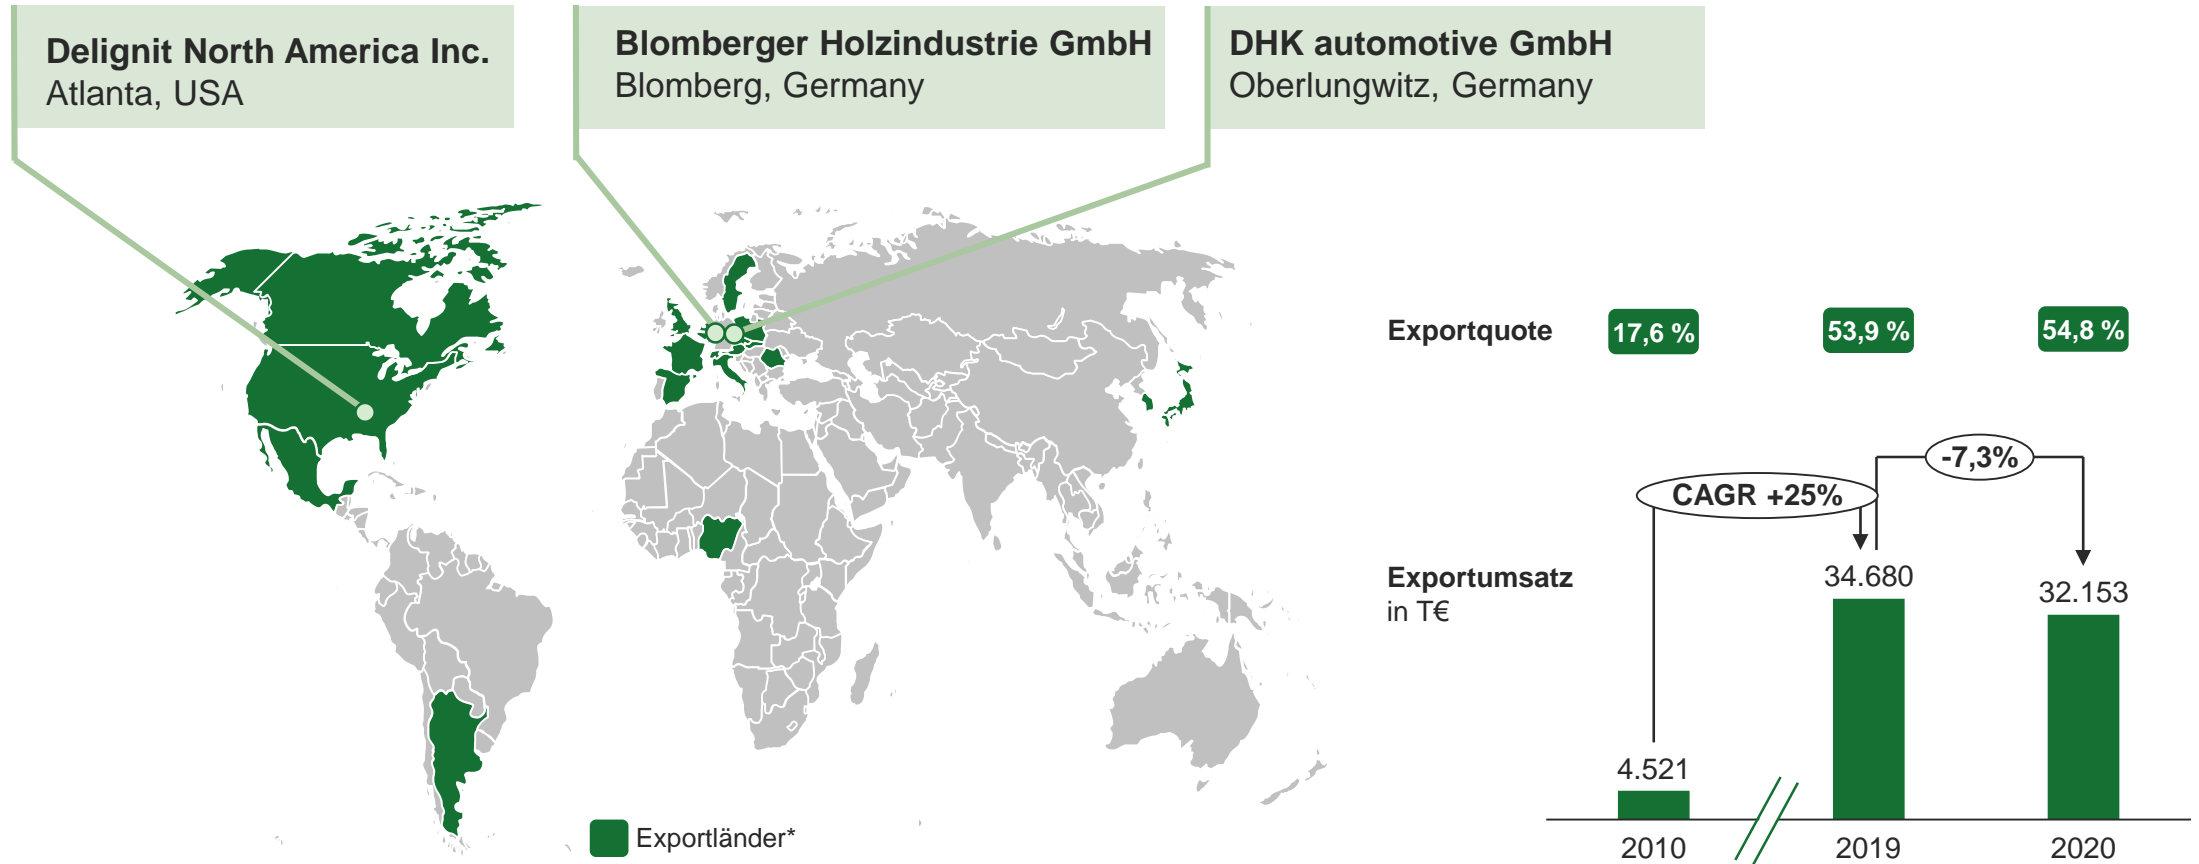 Delignit North America Inc.
Atlanta, USA
Blomberger Holzindustrie GmbH
Blomberg, Germany
DHK automotive GmbH
Oberlungwitz, Germany
Exportquote
17,6 %
53,9 %
54,8 %
-7,3%
CAGR +25%
Exportumsatz
in T€
34.680
32.153
4.521
2010
2019
2020
Exportländer*